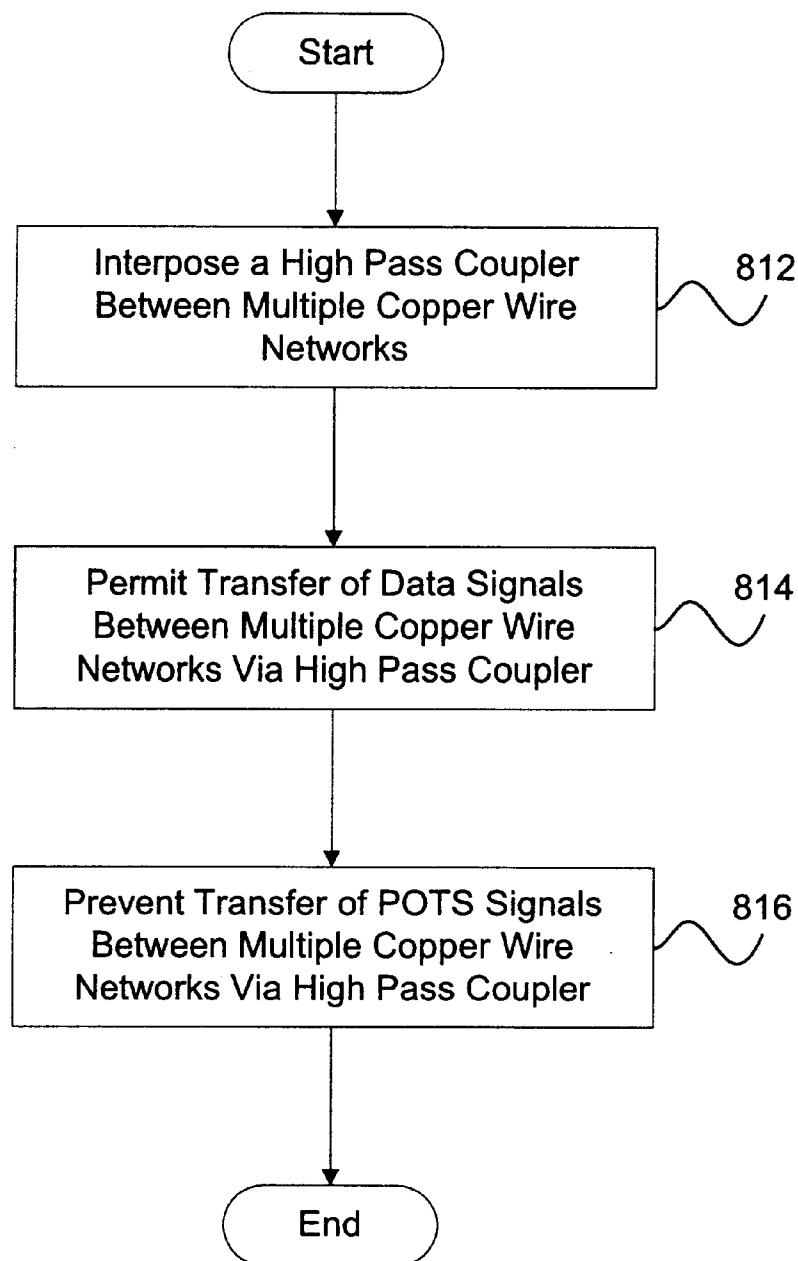 Start
Interpose a High Pass Coupler
Between Multiple Copper Wire
Networks
812
Permit Transfer of Data Signals
Between Multiple Copper Wire
Networks Via High Pass Coupler
814
Prevent Transfer of POTS Signals
Between Multiple Copper Wire
Networks Via High Pass Coupler
816
End